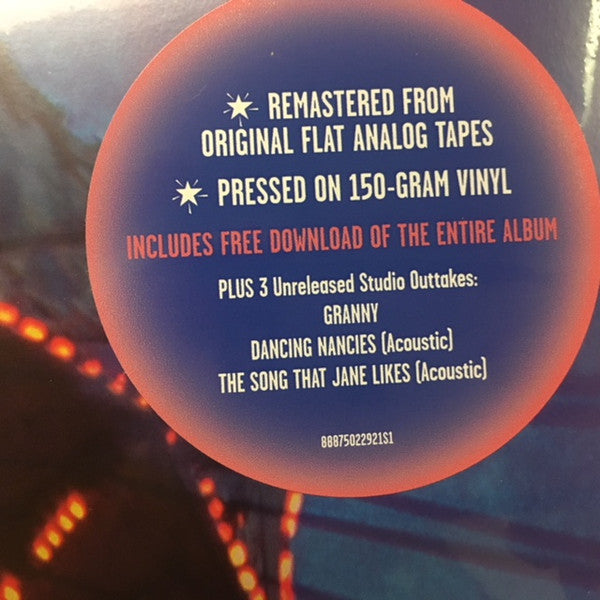 REMASTERED FROM
ORIGINAL FLAT ANALOG TAPES
PRESSED ON 150-GRAM VINYL
INCLUDES FREE DOWNLOAD OF THE ENTIRE ALBUM
PLUS 3 Unreleased Studio Outtakes:
GRANNY
DANCING NANCIES (Acoustic)
THE SONG THAT JANE LIKES (Acoustic)
88875022921S1